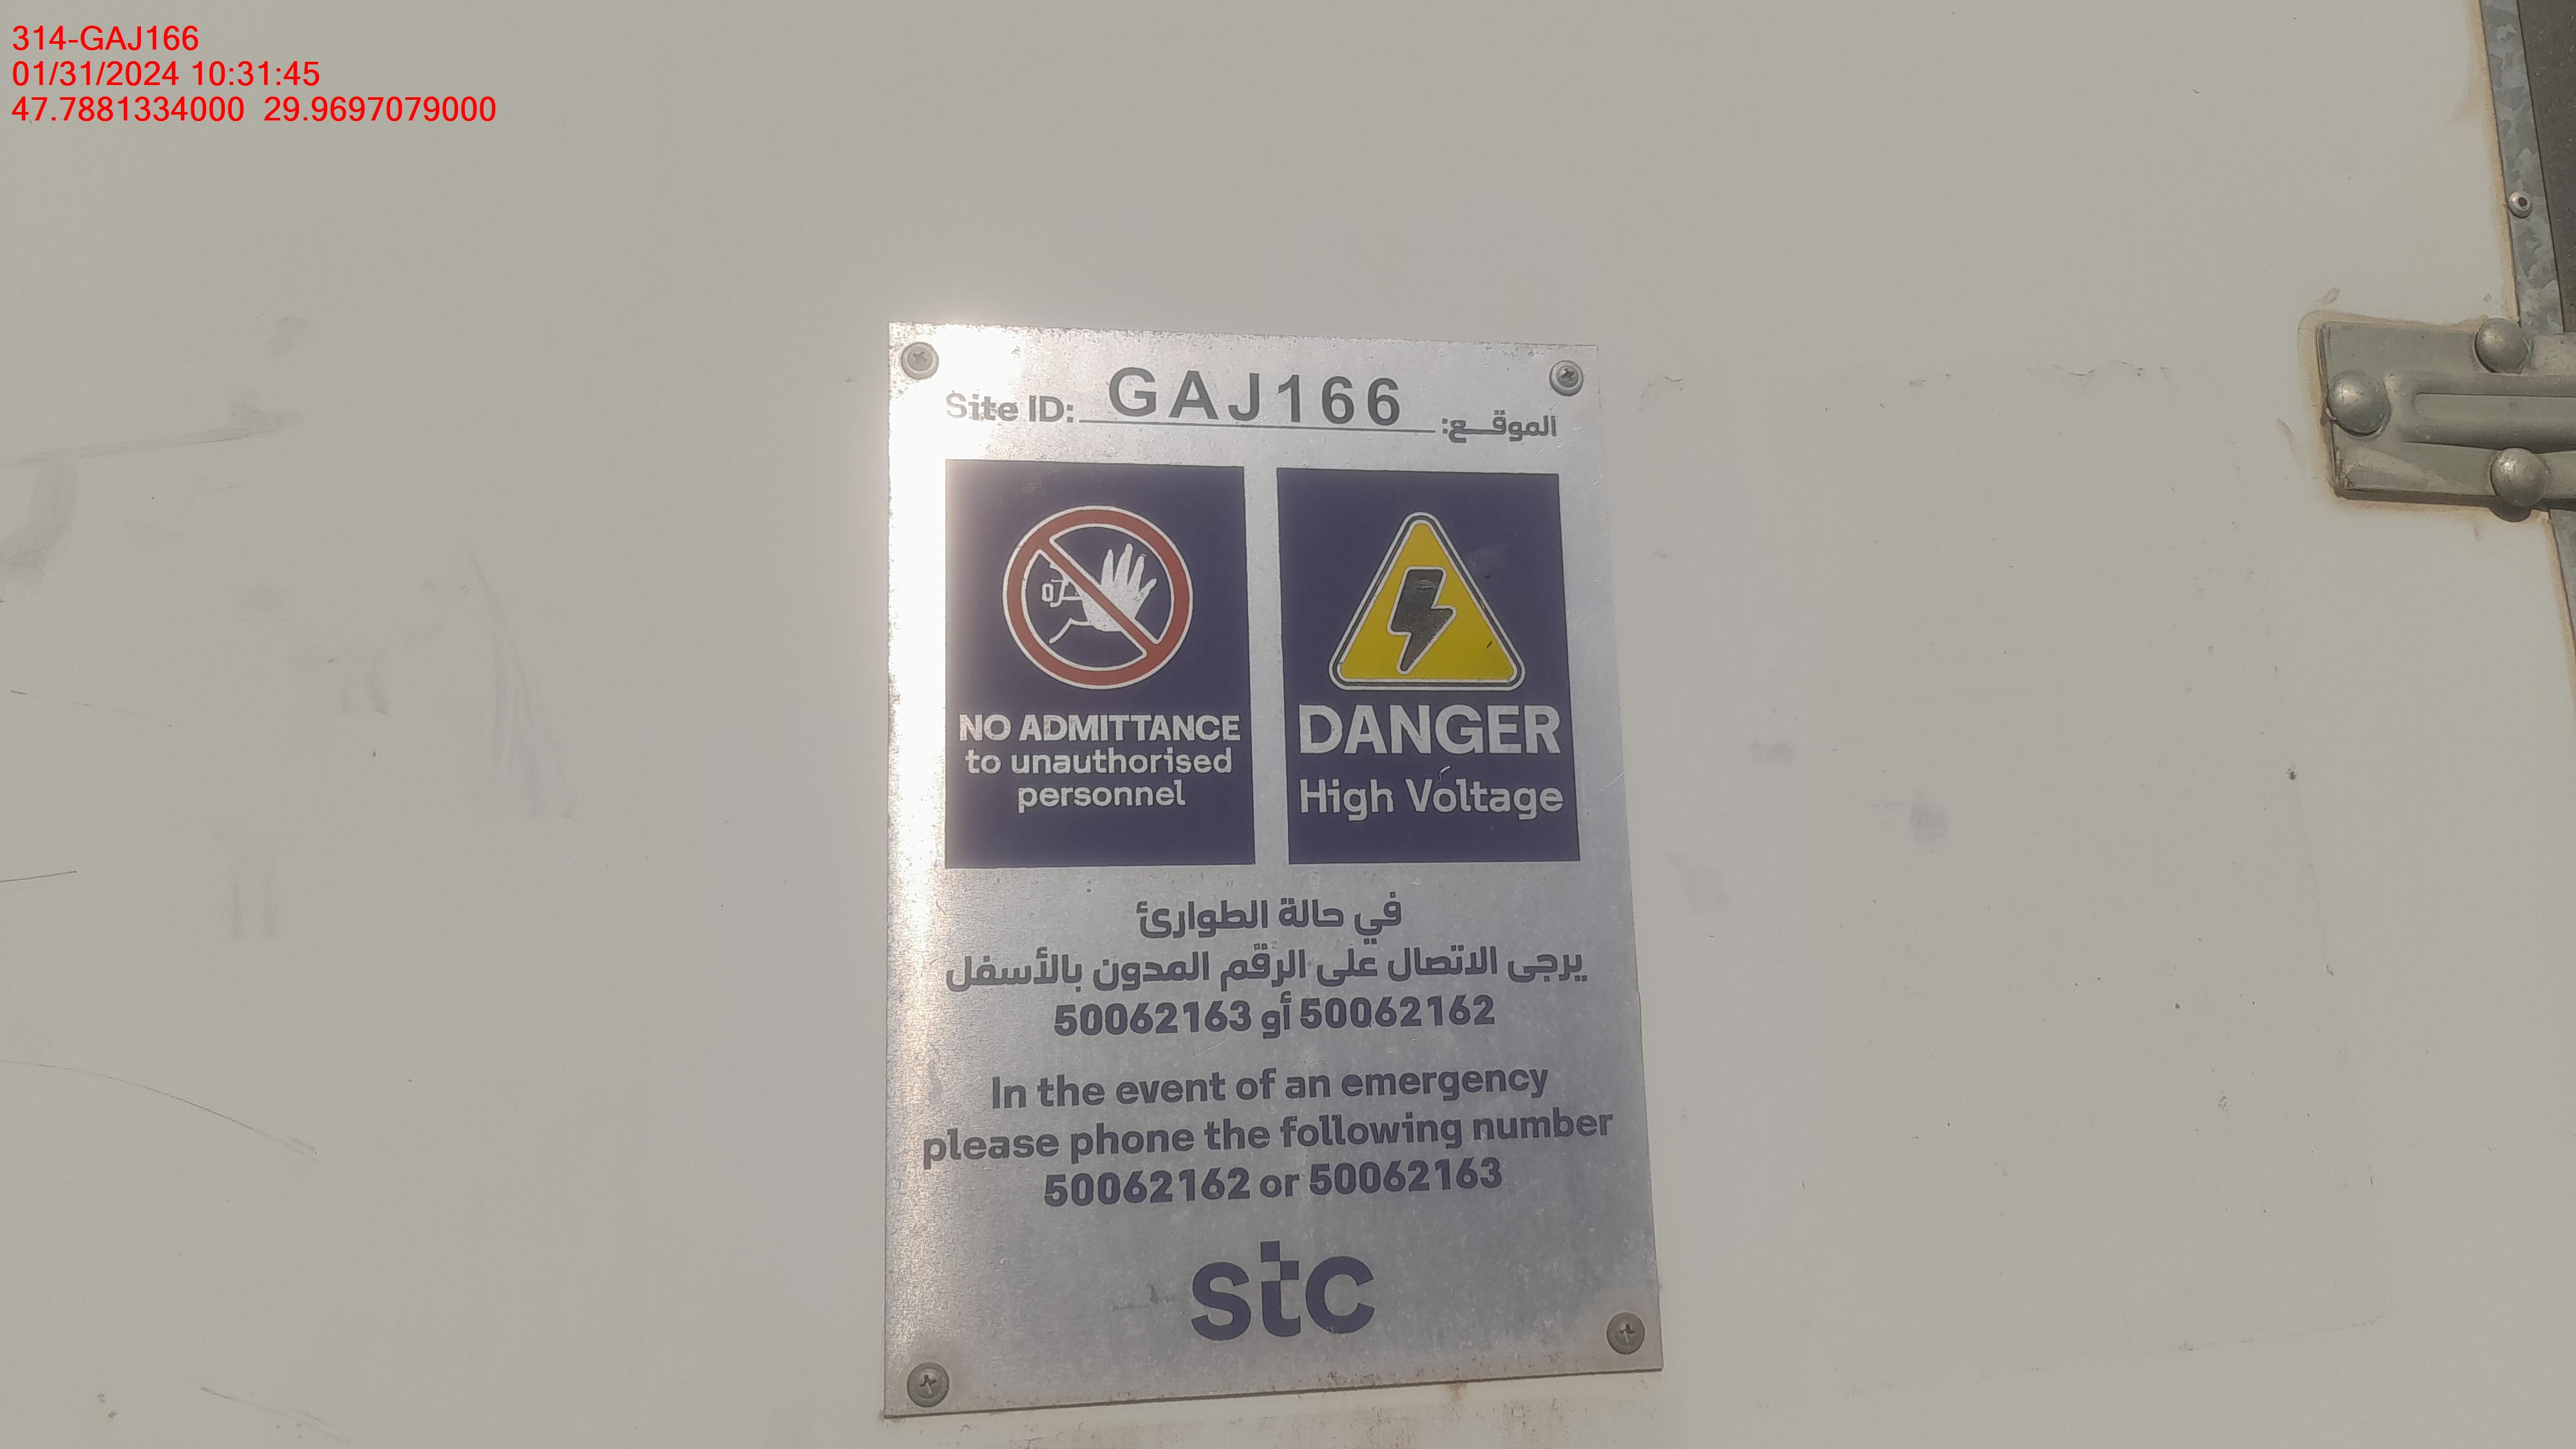 314-GAJ166
01/31/2024 10:31:45
47.7881334000 29.9697079000
Site ID: GAJ166 الموقـــع:
NO ADMITTANCE
to unauthorised
personnel
DANGER
High Voltage
في حالة الطوارئ
يرجى الاتصال على الرقم المدون بالأسفل
50062162 أو 50062163
In the event of an emergency
please phone the following number
50062162 or 50062163
stc